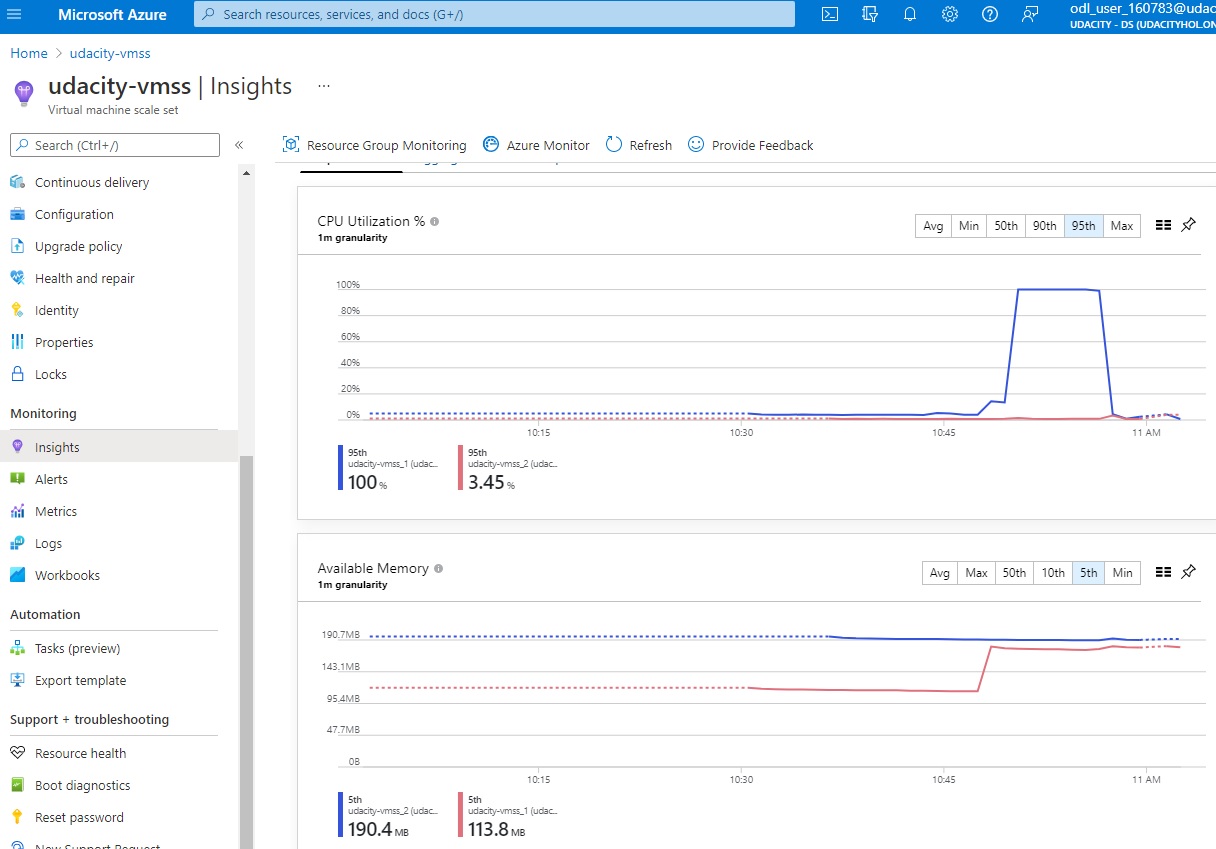 Microsoft Azure
Search resources, services, and docs (G+/)
odl_user_160783@udac
UDACITY - DS (UDACITYHOL.ON
Home > udacity-vmss
udacity-vmss | Insights ...
Virtual machine scale set
Search (Ctrl+/)
«
Resource Group Monitoring
Azure Monitor
Refresh
Provide Feedback
Continuous delivery
Configuration
Upgrade policy
Health and repair
Identity
Properties
Locks
Monitoring
Insights
Alerts
Metrics
Logs
Workbooks
Automation
Tasks (preview)
Export template
Support + troubleshooting
Resource health
Boot diagnostics
Reset password
New Support Request
CPU Utilization %
1m granularity
Avg Min 50th 90th 95th Max
100%
80%
60%
40%
20%
0%
10:15 10:30 10:45 11 AM
95th
udacity-vmss_1 (udac...
100 %
95th
udacity-vmss_2 (udac...
3.45 %
Available Memory
1m granularity
Avg Max 50th 10th 5th Min
190.7MB
143.1MB
95.4MB
47.7MB
0B
10:15 10:30 10:45 11 AM
5th
udacity-vmss_2 (udac...
190.4 MB
5th
udacity-vmss_1 (udac...
113.8 MB